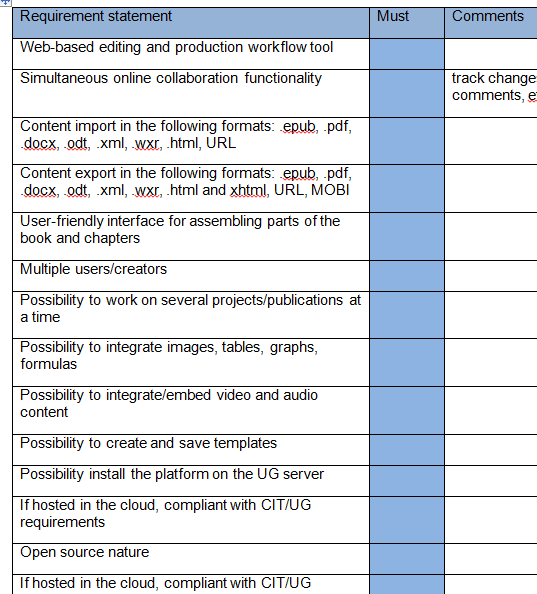 Requirement statement Must Comments
Web-based editing and production workflow tool
Simultaneous online collaboration functionality track change
comments,
Content import in the following formats: .epub, .pdf,
.docx, .odt, .xml, .wxr, .html, URL
Content export in the following formats: .epub, .pdf,
.docx, .odt, .xml, .wxr, .html and xhtml, URL, MOBI
User-friendly interface for assembling parts of the
book and chapters
Multiple users/creators
Possibility to work on several projects/publications at
a time
Possibility to integrate images, tables, graphs,
formulas
Possibility to integrate/embed video and audio
content
Possibility to create and save templates
Possibility install the platform on the UG server
If hosted in the cloud, compliant with CIT/UG
requirements
Open source nature
If hosted in the cloud, compliant with CIT/UG